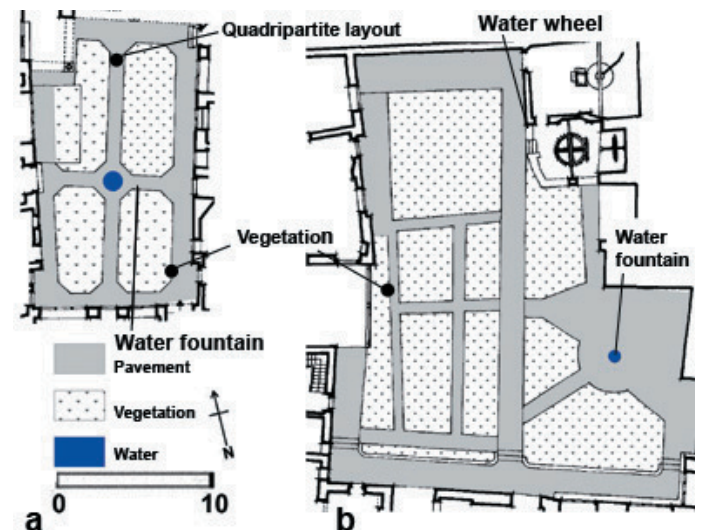 Quadripartite layout
Water wheel
Vegetation
Water
fountain
Water fountain
Pavement
Vegetation
Water
N
0 10
a b